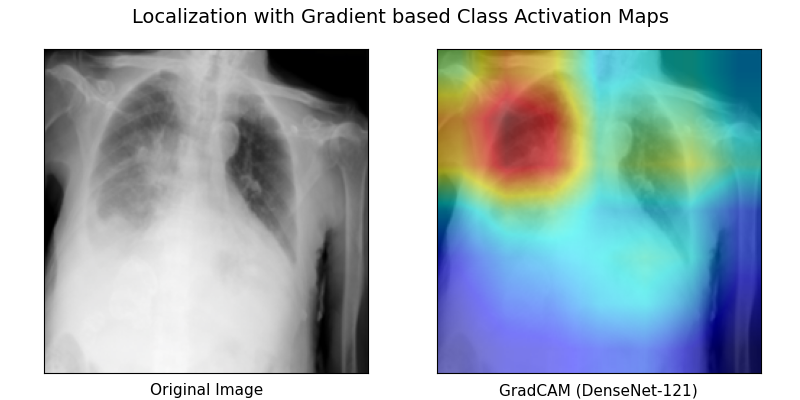 Localization with Gradient based Class Activation Maps
Original Image
GradCAM (DenseNet-121)